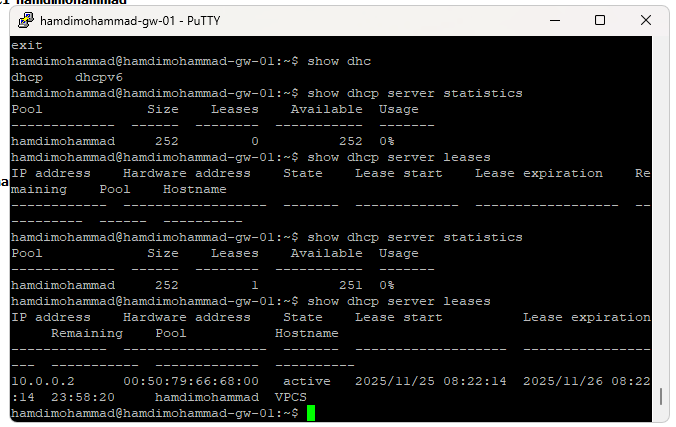 hamdimohammad
hamdimohammad-gw-01 - PuTTY
exit
hamdimohammad@hamdimohammad-gw-01:~$ show dhc
dhcp    dhcpv6
hamdimohammad@hamdimohammad-gw-01:~$ show dhcp server statistics
Pool             Size    Leases    Available  Usage
-------------  ------  --------  -----------  -------
hamdimohammad     252         0          252  0%
hamdimohammad@hamdimohammad-gw-01:~$ show dhcp server leases
IP address    Hardware address    State    Lease start    Lease expiration    Re
maining    Pool    Hostname
------------  ------------------  -------  -------------  ------------------  --
---------  ------  ----------
hamdimohammad@hamdimohammad-gw-01:~$ show dhcp server statistics
Pool             Size    Leases    Available  Usage
-------------  ------  --------  -----------  -------
hamdimohammad     252         1          251  0%
hamdimohammad@hamdimohammad-gw-01:~$ show dhcp server leases
IP address    Hardware address    State    Lease start          Lease expiration
     Remaining    Pool           Hostname
------------  ------------------  -------  -------------------  ----------------
---  -----------  -------------  ----------
10.0.0.2      00:50:79:66:68:00   active   2025/11/25 08:22:14  2025/11/26 08:22
:14  23:58:20     hamdimohammad  VPCS
hamdimohammad@hamdimohammad-gw-01:~$